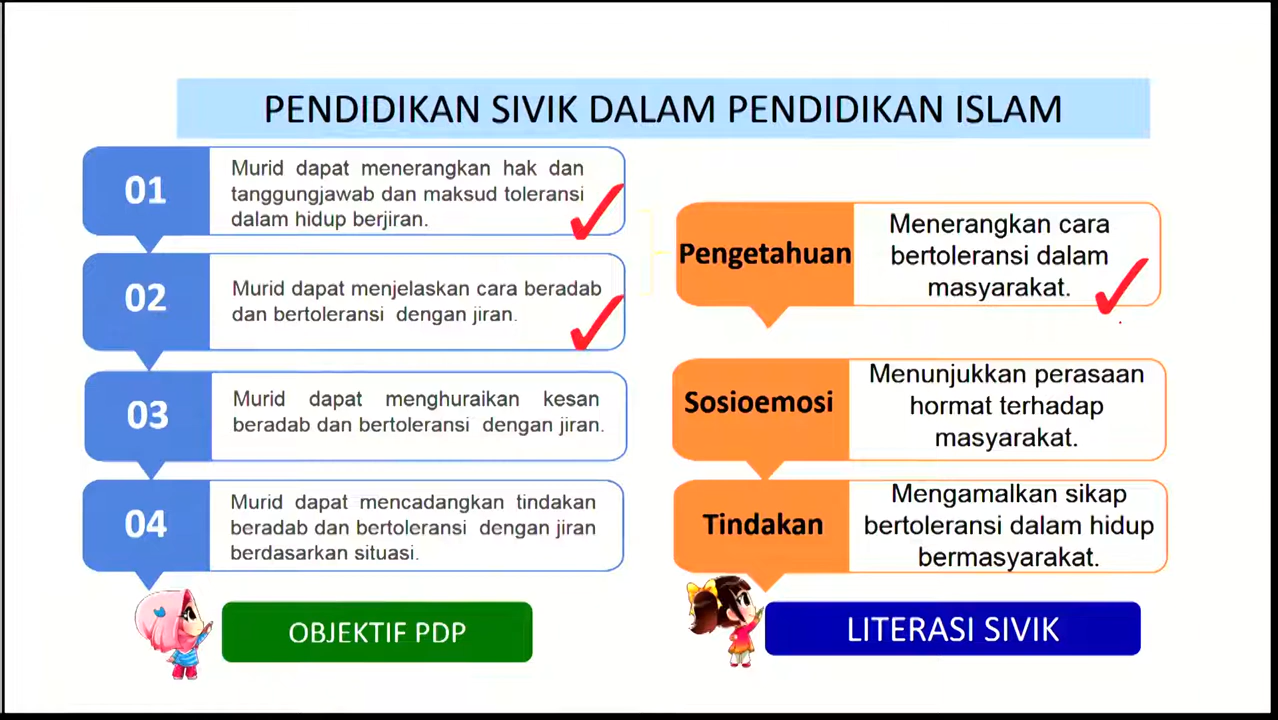 PENDIDIKAN SIVIK DALAM PENDIDIKAN ISLAM
01
Murid dapat menerangkan hak dan
tanggungjawab dan maksud toleransi
dalam hidup berjiran.
02
Murid dapat menjelaskan cara beradab
dan bertoleransi dengan jiran.
03
Murid dapat menghuraikan kesan
beradab dan bertoleransi dengan jiran.
04
Murid dapat mencadangkan tindakan
beradab dan bertoleransi dengan jiran
berdasarkan situasi.
OBJEKTIF PDP
Pengetahuan
Menerangkan cara
bertoleransi dalam
masyarakat.
Sosioemosi
Menunjukkan perasaan
hormat terhadap
masyarakat.
Tindakan
Mengamalkan sikap
bertoleransi dalam hidup
bermasyarakat.
LITERASI SIVIK